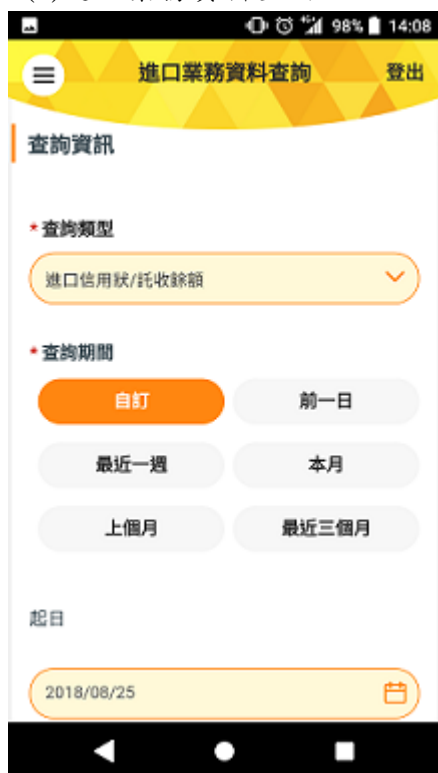 98% 14:08
進口業務資料查詢 登出
查詢資訊
*查詢類型
進口信用狀/託收餘額
*查詢期間
自訂 前一日
最近一週 本月
上個月 最近三個月
起日
2018/08/25